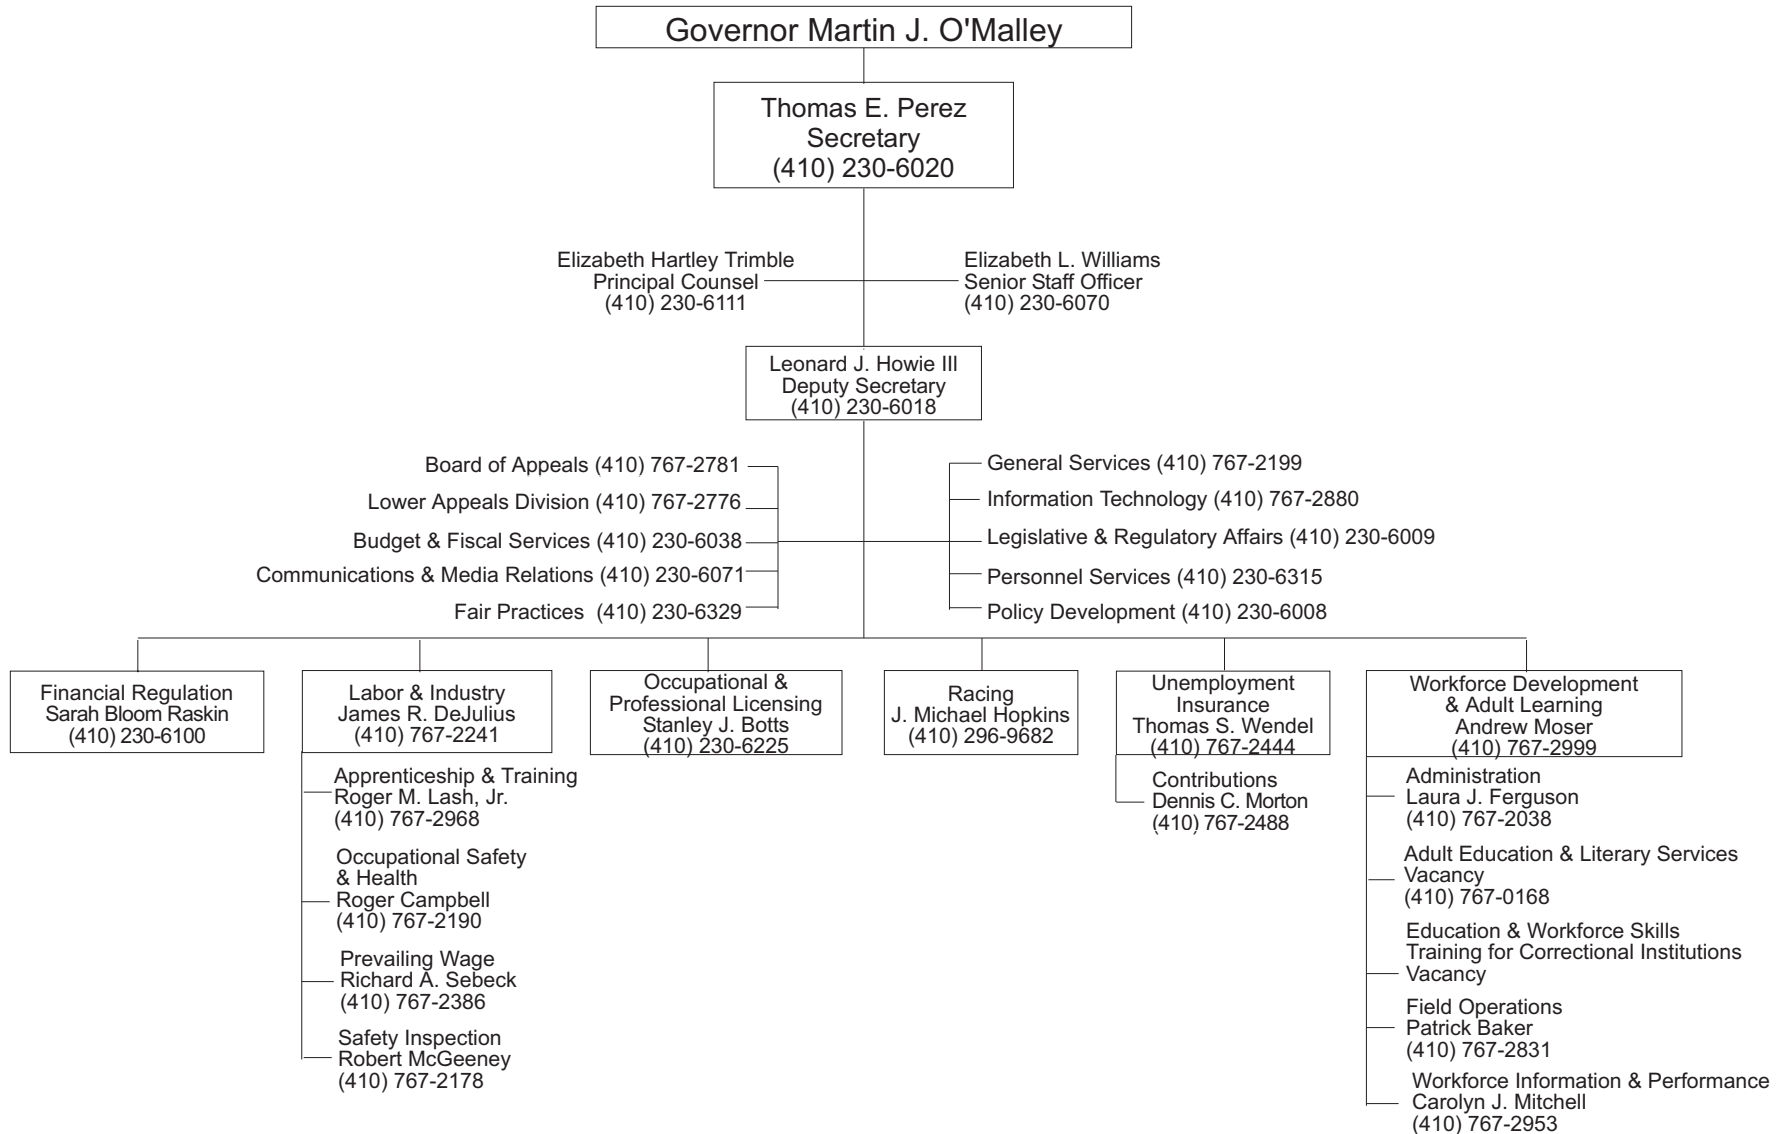 Governor Martin J. O'Malley
Thomas E. Perez
Secretary
(410) 230-6020
Elizabeth Hartley Trimble
Principal Counsel
(410) 230-6111
Elizabeth L. Williams
Senior Staff Officer
(410) 230-6070
Leonard J. Howie III
Deputy Secretary
(410) 230-6018
Board of Appeals (410) 767-2781
Lower Appeals Division (410) 767-2776
Budget & Fiscal Services (410) 230-6038
Communications & Media Relations (410) 230-6071
Fair Practices (410) 230-6329
General Services (410) 767-2199
Information Technology (410) 767-2880
Legislative & Regulatory Affairs (410) 230-6009
Personnel Services (410) 230-6315
Policy Development (410) 230-6008
Financial Regulation
Sarah Bloom Raskin
(410) 230-6100
Labor & Industry
James R. DeJulius
(410) 767-2241
Apprenticeship & Training
Roger M. Lash, Jr.
(410) 767-2968
Occupational Safety
& Health
Roger Campbell
(410) 767-2190
Prevailing Wage
Richard A. Sebeck
(410) 767-2386
Safety Inspection
Robert McGeeney
(410) 767-2178
Occupational &
Professional Licensing
Stanley J. Botts
(410) 230-6225
Racing
J. Michael Hopkins
(410) 296-9682
Unemployment
Insurance
Thomas S. Wendel
(410) 767-2444
Contributions
Dennis C. Morton
(410) 767-2488
Workforce Development
& Adult Learning
Andrew Moser
(410) 767-2999
Administration
Laura J. Ferguson
(410) 767-2038
Adult Education & Literary Services
Vacancy
(410) 767-0168
Education & Workforce Skills
Training for Correctional Institutions
Vacancy
Field Operations
Patrick Baker
(410) 767-2831
Workforce Information & Performance
Carolyn J. Mitchell
(410) 767-2953